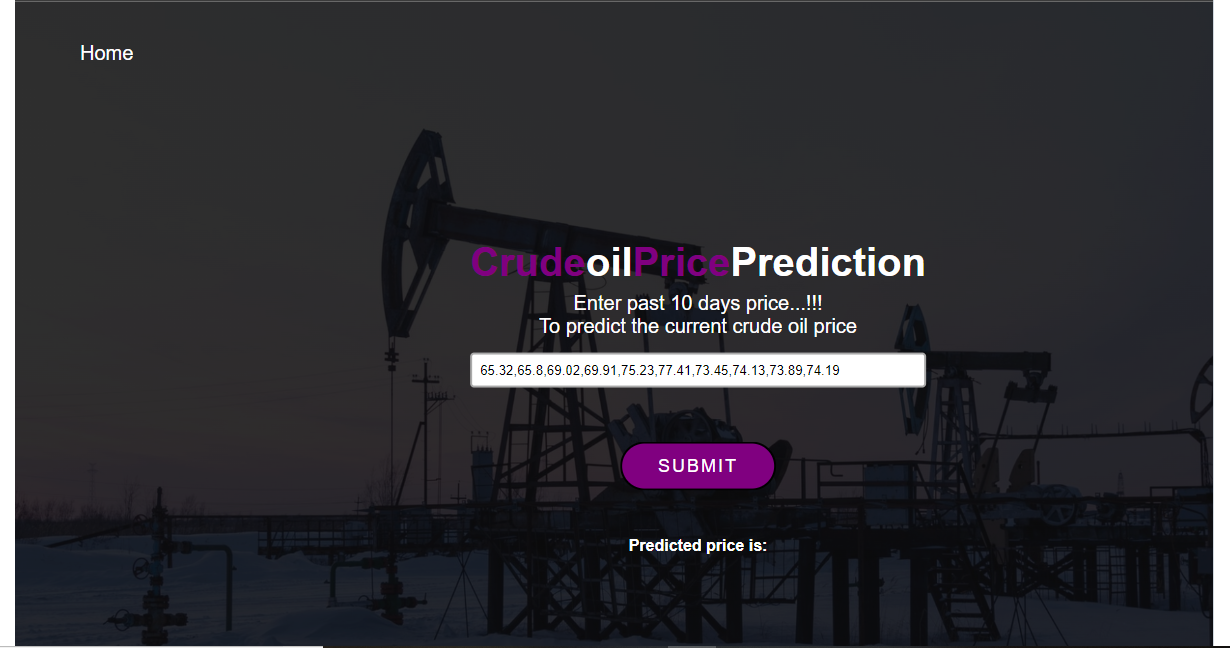 Home
CrudeoilPricePrediction
Enter past 10 days price...!!!
To predict the current crude oil price
65.32,65.8,69.02,69.91,75.23,77.41,73.45,74.13,73.89,74.19
SUBMIT
Predicted price is: